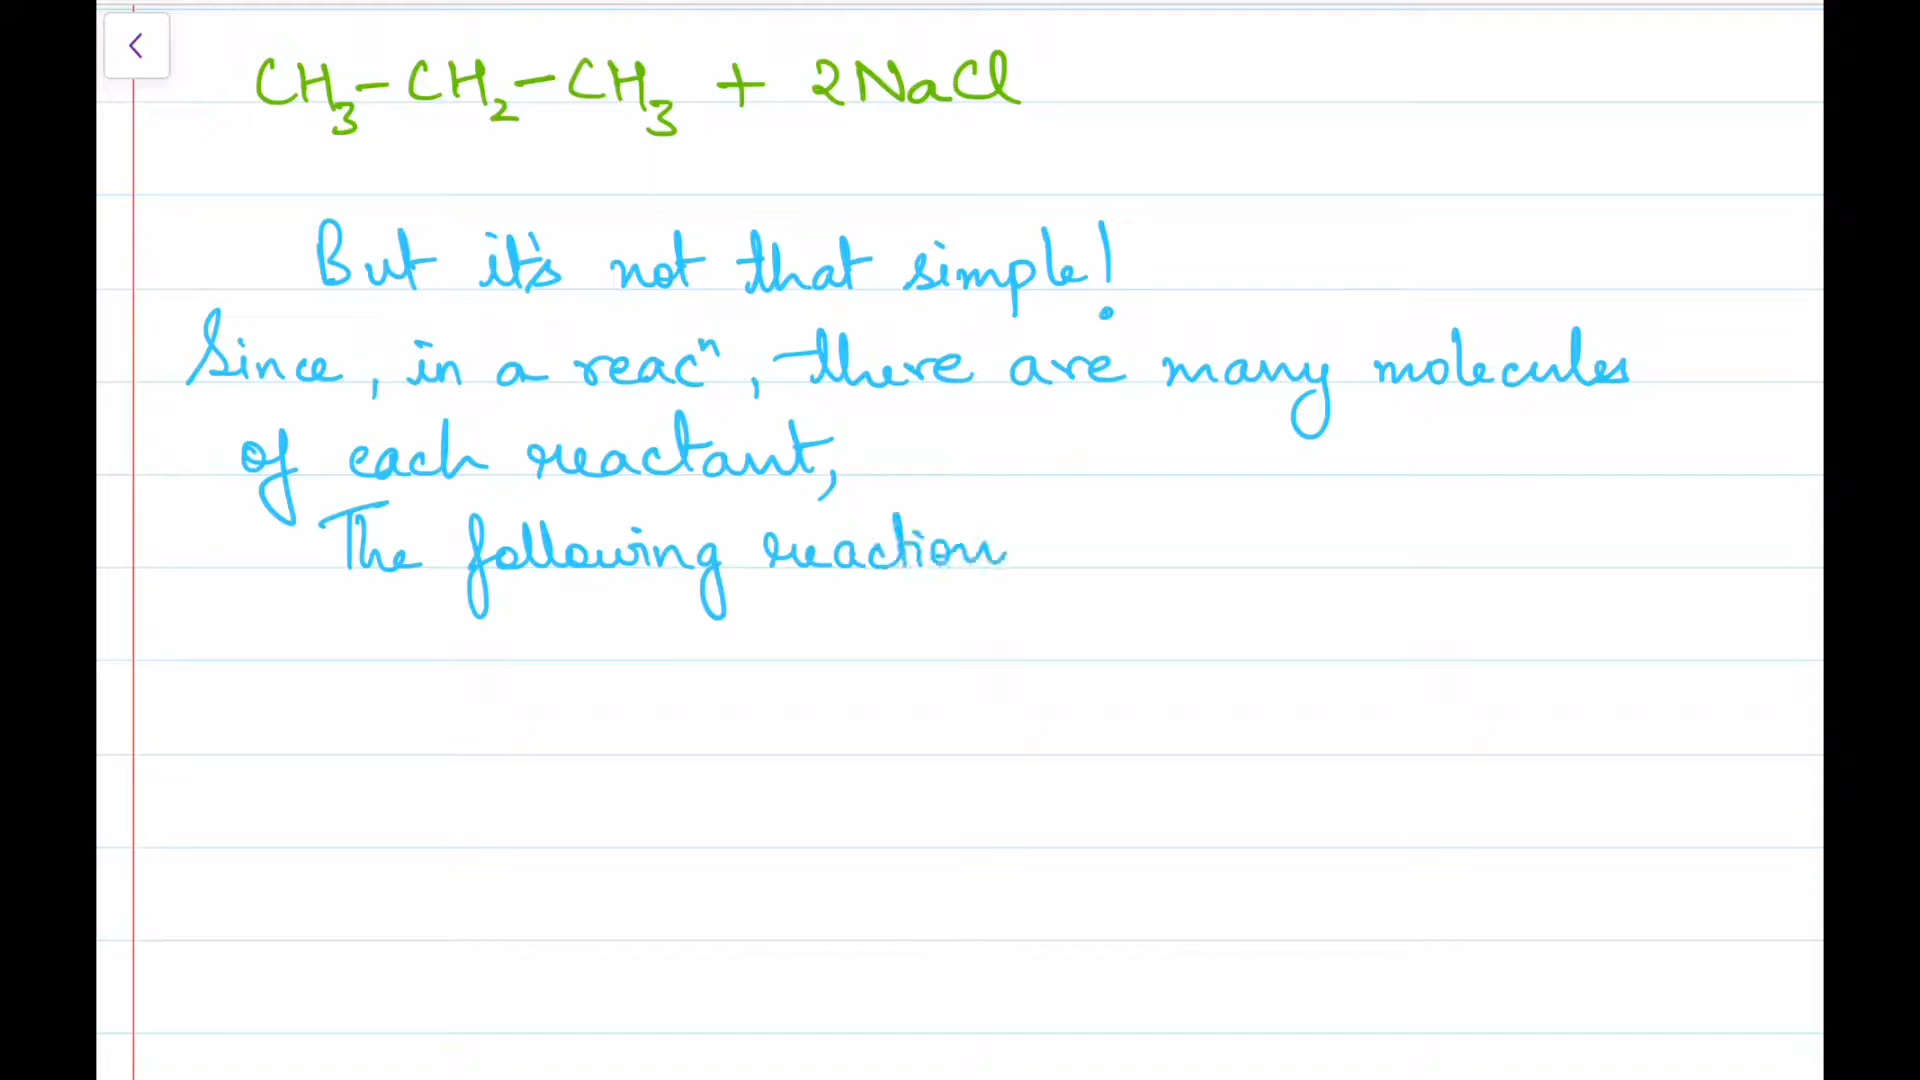 CH₃-CH₂-CH₃ + 2NaCl
But it's not that simple!
Since, in a reacⁿ, there are many molecules
of each reactant,
The following reaction